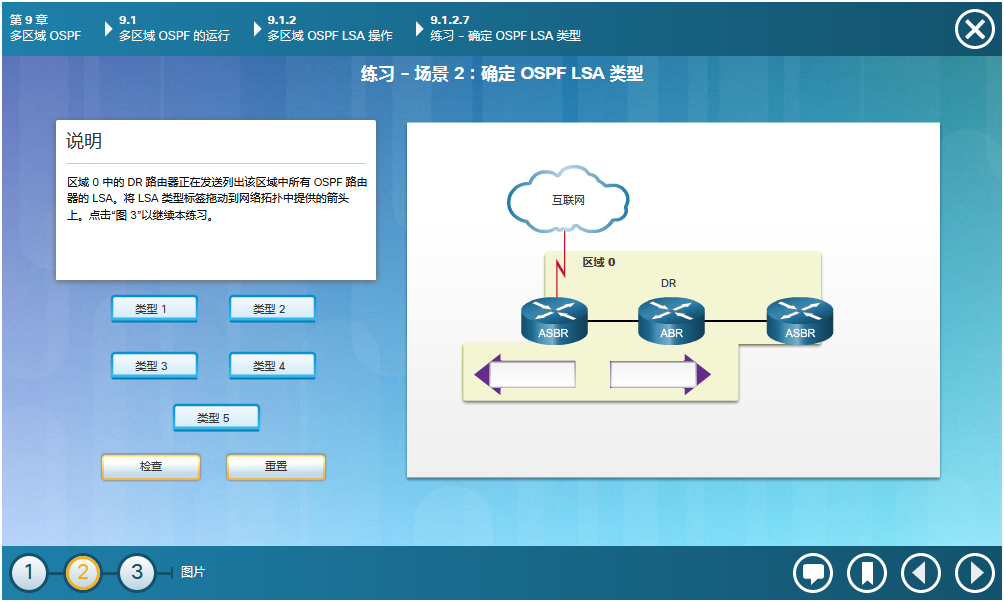 第 9 章
多区域 OSPF
9.1
多区域 OSPF 的运行
9.1.2
多区域 OSPF LSA 操作
9.1.2.7
练习 – 确定 OSPF LSA 类型
练习 – 场景 2：确定 OSPF LSA 类型
说明
区域 0 中的 DR 路由器正在发送列出该区域中所有 OSPF 路由
器的 LSA。将 LSA 类型标签拖动到网络拓扑中提供的箭头
上。点击“图 3”以继续本练习。
类型 1
类型 2
类型 3
类型 4
类型 5
检查
重置
互联网
区域 0
DR
ASBR
ABR
ASBR
1
2
3
图片